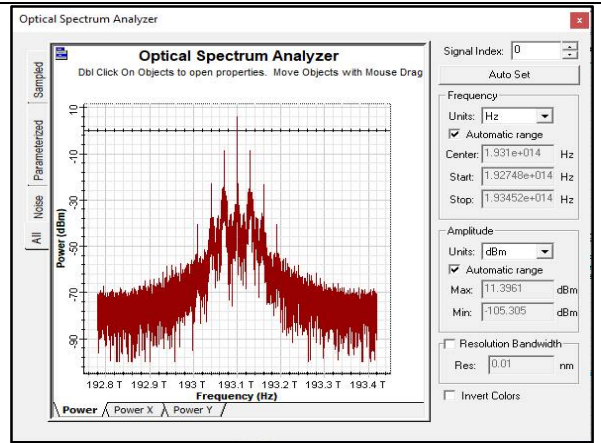 Optical Spectrum Analyzer
x
Optical Spectrum Analyzer
Dbl Click On Objects to open properties. Move Objects with Mouse Drag
Sampled
Parameterized
Noise
All
Power (dBm)
10
-10
-30
-50
-70
-90
192.8 T 192.9 T 193 T 193.1 T 193.2 T 193.3 T 193.4 T
Frequency (Hz)
Power Power X Power Y
Signal Index: 0
Auto Set
Frequency
Units: Hz
Automatic range
Center: 1.931e+014 Hz
Start: 1.92748e+014 Hz
Stop: 1.93452e+014 Hz
Amplitude
Units: dBm
Automatic range
Max: 11.3961 dBm
Min: -105.305 dBm
Resolution Bandwidth
Res: 0.01 nm
Invert Colors